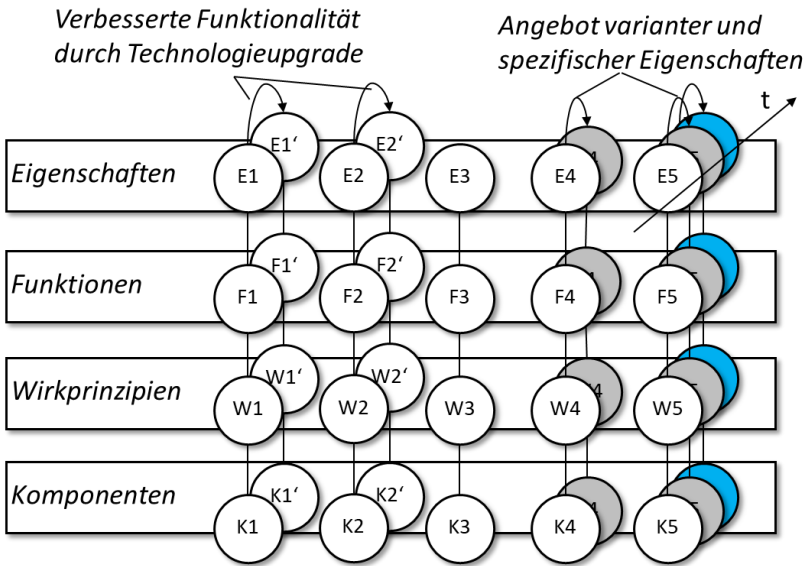 Verbesserte Funktionalität
durch Technologieupgrade
Angebot varianter und
spezifischer Eigenschaften
t
Eigenschaften
E1 E1‘ E2 E2‘ E3 E4 E5
Funktionen
F1 F1‘ F2 F2‘ F3 F4 F5
Wirkprinzipien
W1 W1‘ W2 W2‘ W3 W4 W5
Komponenten
K1 K1‘ K2 K2‘ K3 K4 K5